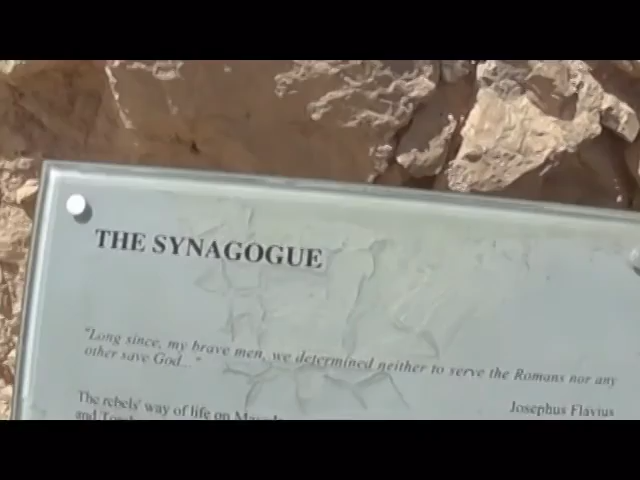 THE SYNAGOGUE
"Long since, my brave men, we determined neither to serve the Romans nor any
other save God..."
Josephus Flavius
The rebels' way of life on
and